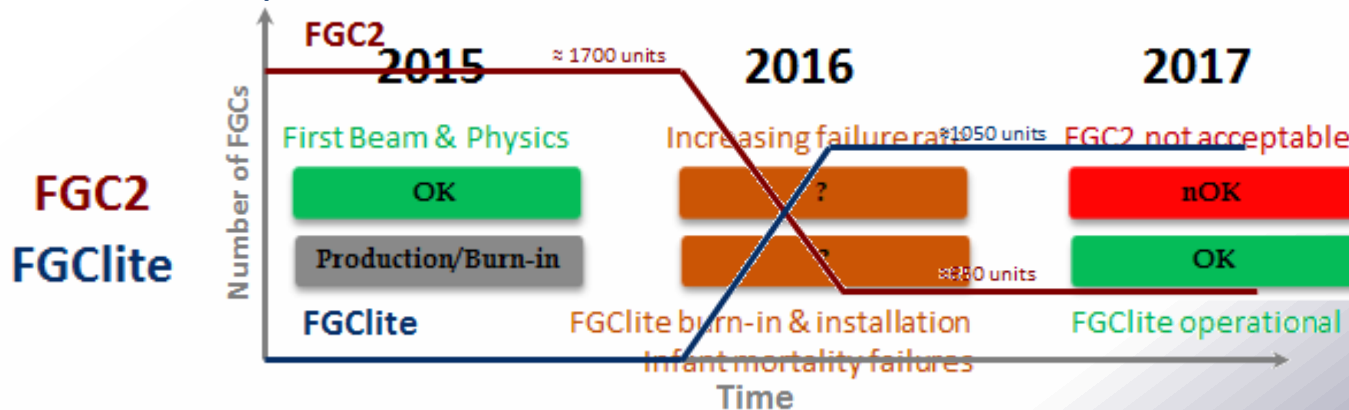 FGC2
2015
≈ 1700 units
2016
2017
First Beam & Physics
Increasing failure rate
≈1050 units
FGC2 not acceptable
Number of FGCs
FGC2
OK
?
nOK
FGClite
Production/Burn-in
?
units
OK
FGClite
FGClite burn-in & installation
FGClite operational
Infant mortality failures
Time